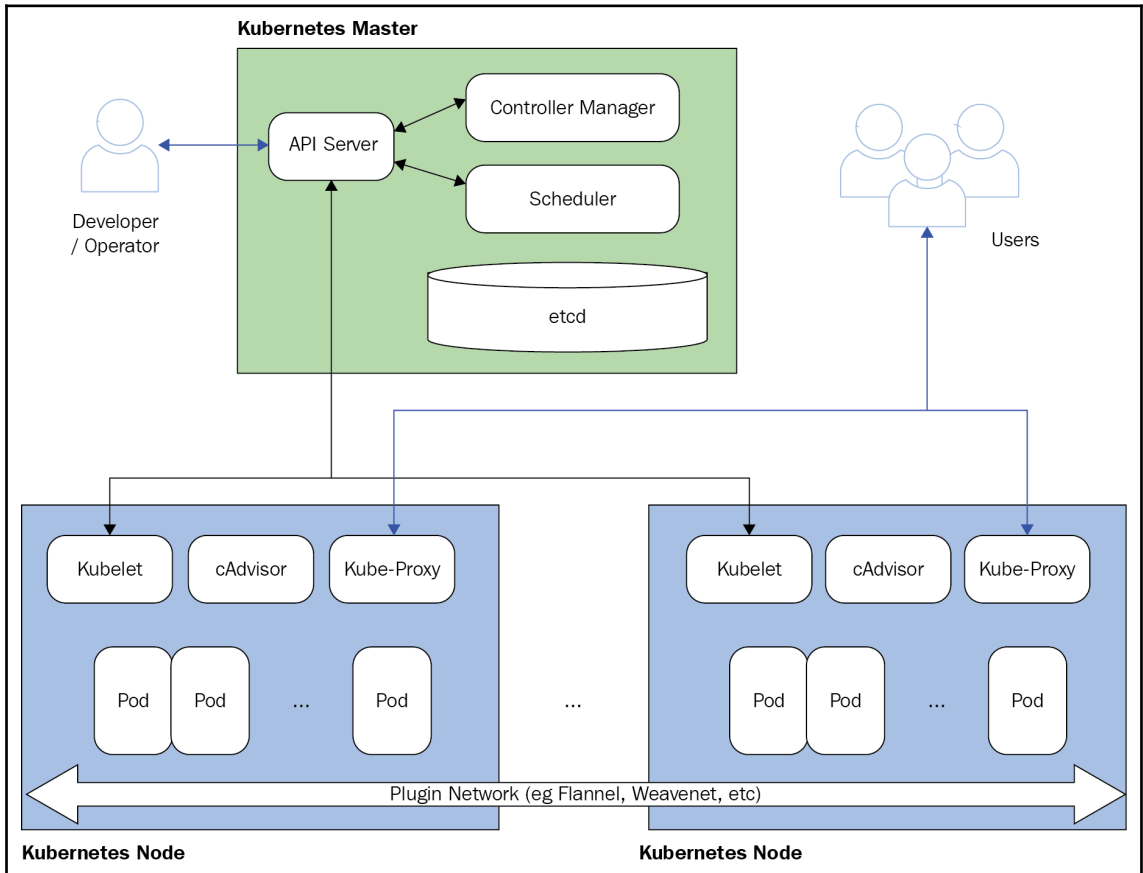 Kubernetes Master
Controller Manager
API Server
Scheduler
Developer
/ Operator
Users
etcd
Kubelet
cAdvisor
Kube-Proxy
Kubelet
cAdvisor
Kube-Proxy
Pod
Pod
...
Pod
...
Pod
Pod
...
Pod
Plugin Network (eg Flannel, Weavenet, etc)
Kubernetes Node
Kubernetes Node